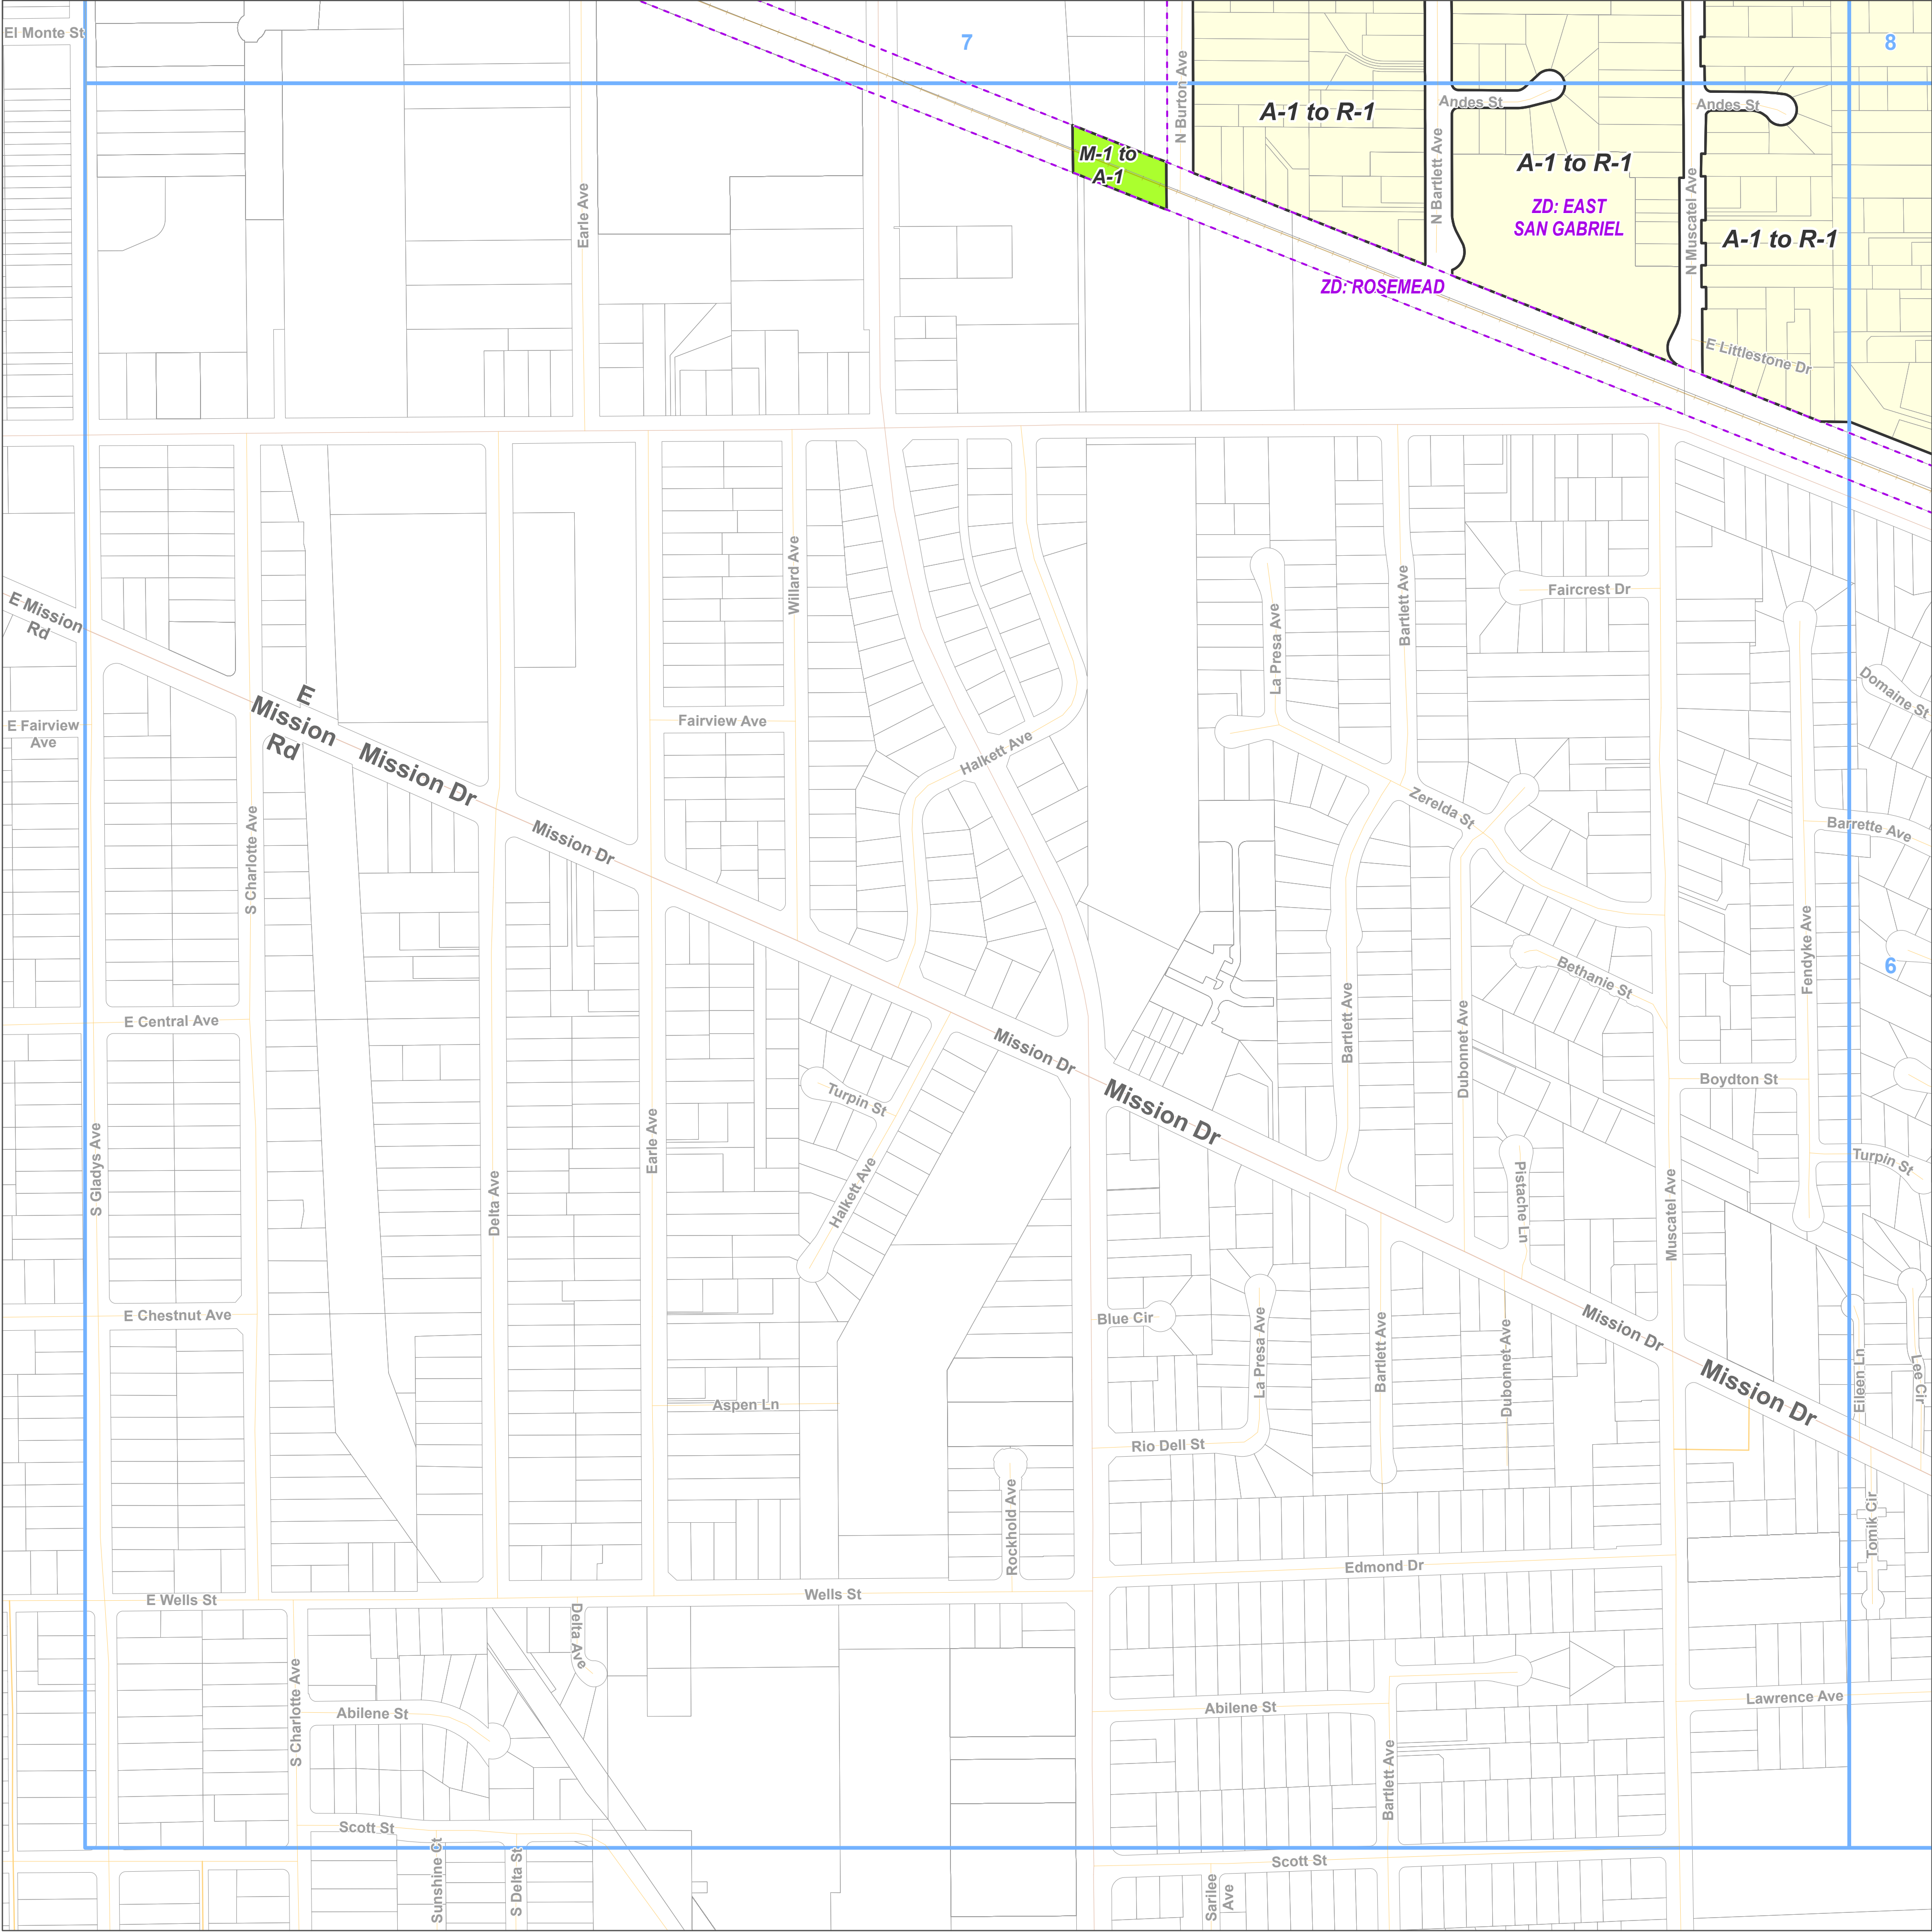 El Monte St
7
8
N Burton Ave
A-1 to R-1
Andes St
Andes St
M-1 to
A-1
N Bartlett Ave
A-1 to R-1
Earle Ave
ZD: EAST
SAN GABRIEL
N Muscatel Ave
A-1 to R-1
ZD: ROSEMEAD
E Littlestone Dr
Willard Ave
Bartlett Ave
Faircrest Dr
E Mission
Rd
La Presa Ave
Domaine St
E
Mission
Rd
Mission Dr
E Fairview
Ave
Fairview Ave
Halkett Ave
Zerelda St
Barrette Ave
S Charlotte Ave
Mission Dr
Fendyke Ave
6
Bethanie St
Bartlett Ave
Dubonnet Ave
E Central Ave
Mission Dr
Mission Dr
Boydton St
Turpin St
Earle Ave
S Gladys Ave
Turpin St
Delta Ave
Halkett Ave
Pistache Ln
Muscatel Ave
E Chestnut Ave
Blue Cir
La Presa Ave
Bartlett Ave
Dubonnet Ave
Mission Dr
Mission Dr
Eileen Ln
Lee Cir
Aspen Ln
Rio Dell St
Rockhold Ave
Tomik Cir
Edmond Dr
E Wells St
Wells St
Delta Ave
S Charlotte Ave
Abilene St
Abilene St
Lawrence Ave
Bartlett Ave
Scott St
Sunshine Ct
S Delta St
Scott St
Sarilee
Ave